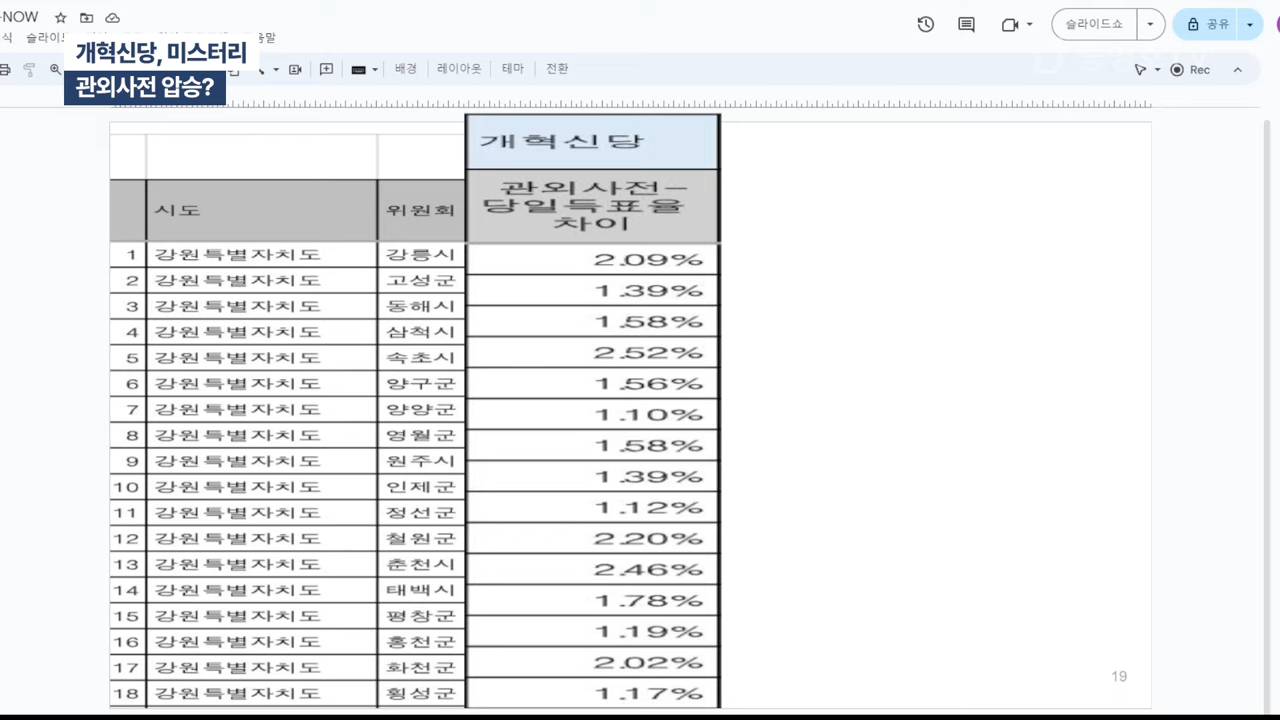 -NOW
식 슬라이드
개혁신당, 미스터리
관외사전 압승?
배경 레이아웃 테마 전환
슬라이드쇼
공유
Rec
개혁신당
시도 위원회 관외사전-
당일득표율
차이
1 강원특별자치도 강릉시
2 강원특별자치도 고성군
3 강원특별자치도 동해시
4 강원특별자치도 삼척시
5 강원특별자치도 속초시
6 강원특별자치도 양구군
7 강원특별자치도 양양군
8 강원특별자치도 영월군
9 강원특별자치도 원주시
10 강원특별자치도 인제군
11 강원특별자치도 정선군
12 강원특별자치도 철원군
13 강원특별자치도 춘천시
14 강원특별자치도 태백시
15 강원특별자치도 평창군
16 강원특별자치도 홍천군
17 강원특별자치도 화천군
18 강원특별자치도 횡성군
2.09%
1.39%
1.58%
2.52%
1.56%
1.10%
1.58%
1.39%
1.12%
2.20%
2.46%
1.78%
1.19%
2.02%
1.17%
19